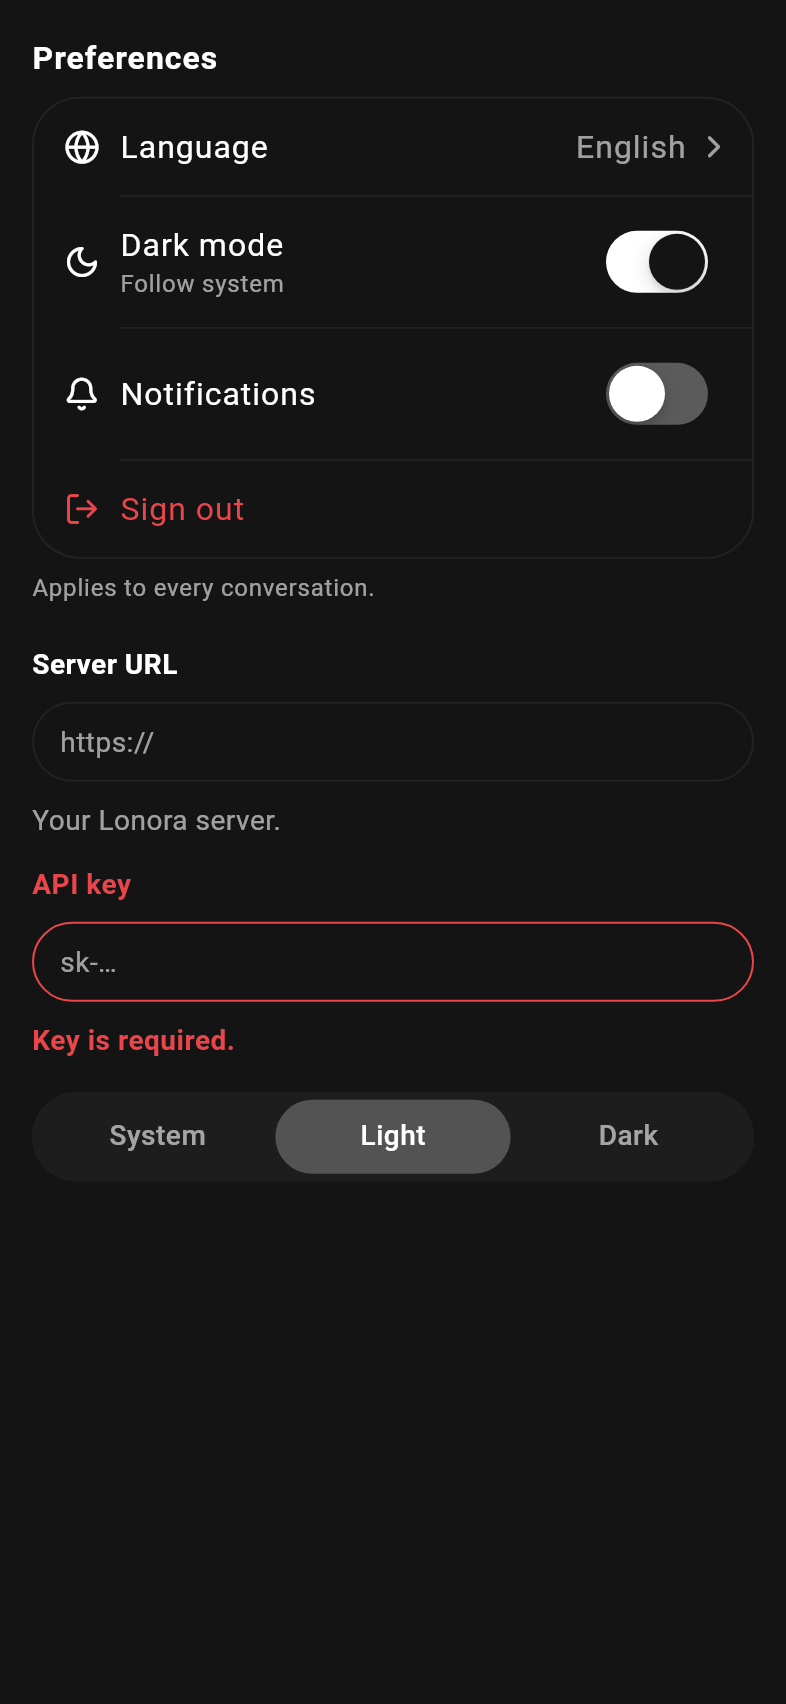 Preferences
Language English
Dark mode
Follow system
Notifications
Sign out
Applies to every conversation.
Server URL
https://
Your Lonora server.
API key
sk-…
Key is required.
System Light Dark